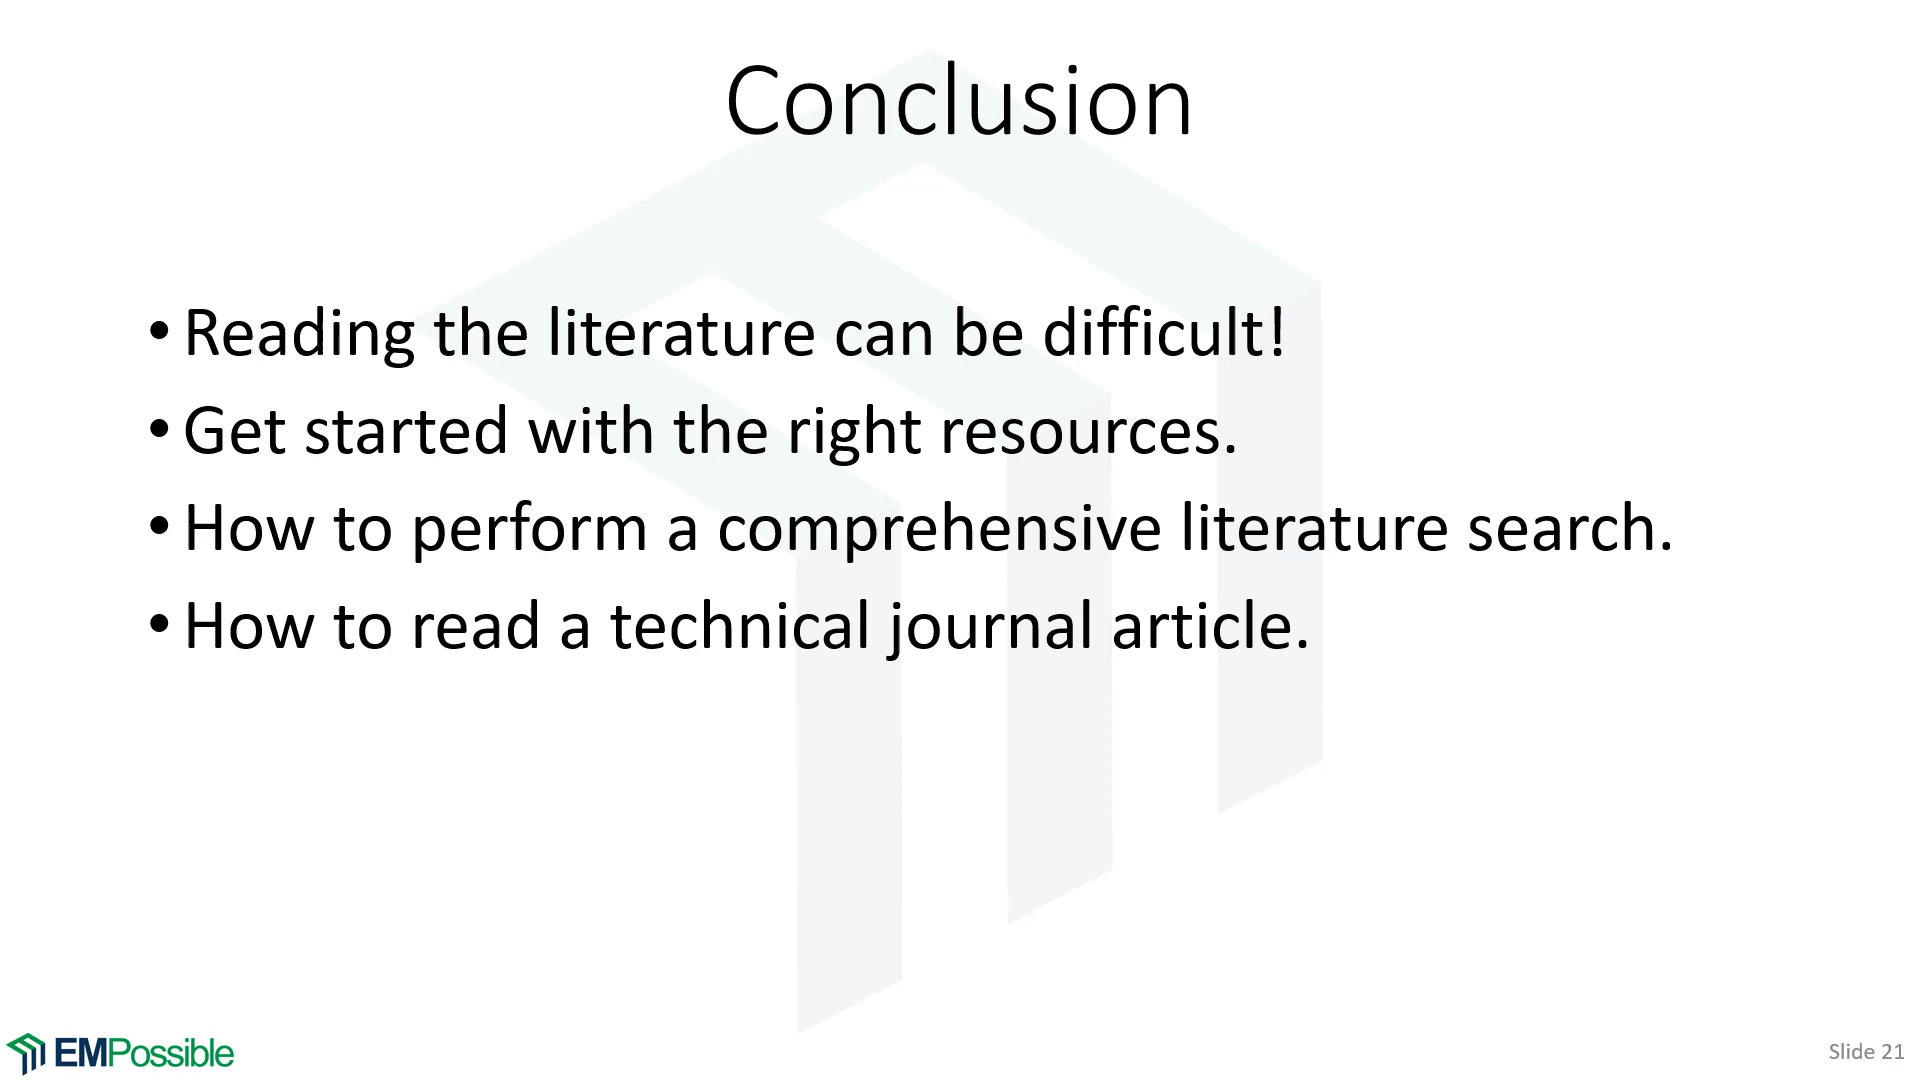 Conclusion
• Reading the literature can be difficult!
• Get started with the right resources.
• How to perform a comprehensive literature search.
• How to read a technical journal article.
EMPossible
Slide 21